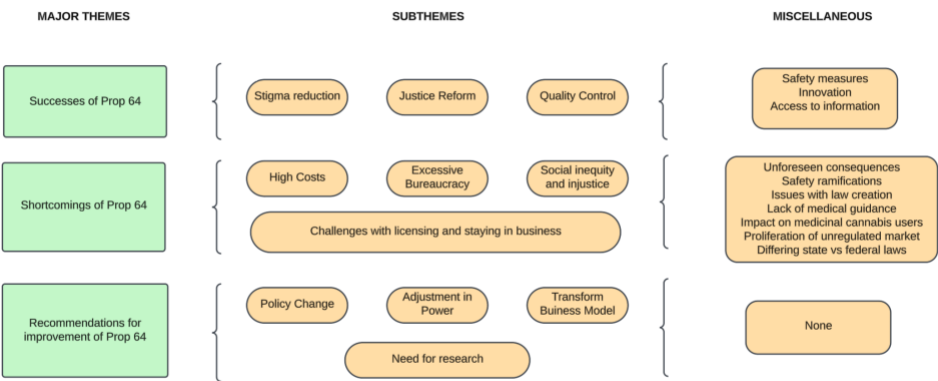 MAJOR THEMES
SUBTHEMES
MISCELLANEOUS
Successes of Prop 64
Stigma reduction
Justice Reform
Quality Control
Safety measures
Innovation
Access to information
Shortcomings of Prop 64
High Costs
Excessive
Bureaucracy
Social inequity
and injustice
Challenges with licensing and staying in business
Unforeseen consequences
Safety ramifications
Issues with law creation
Lack of medical guidance
Impact on medicinal cannabis users
Proliferation of unregulated market
Differing state vs federal laws
Recommendations for
improvement of Prop 64
Policy Change
Adjustment in
Power
Transform
Buiness Model
Need for research
None